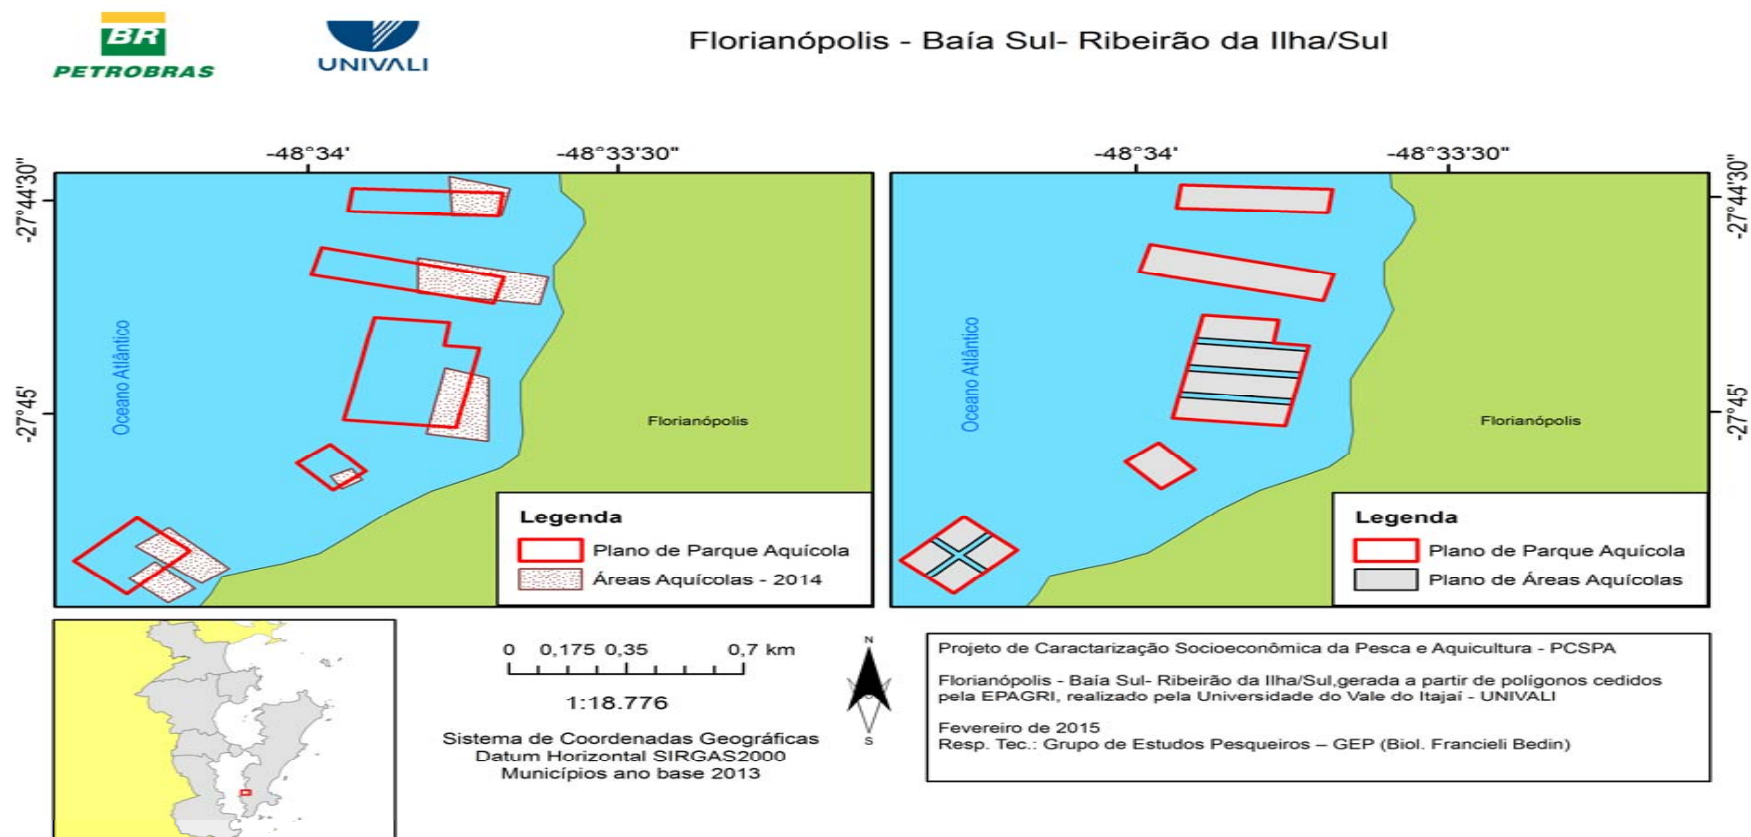 BR
PETROBRAS
UNIVALI
Florianópolis - Baía Sul- Ribeirão da Ilha/Sul
-48°34'
-48°33'30"
-48°34'
-48°33'30"
-27°44'30"
-27°45'
Oceano Atlântico
Florianópolis
Legenda
Plano de Parque Aquícola
Áreas Aquícolas - 2014
Oceano Atlântico
Florianópolis
Legenda
Plano de Parque Aquícola
Plano de Áreas Aquícolas
-27°44'30"
-27°45'
0 0,175 0,35 0,7 km
1:18.776
Sistema de Coordenadas Geográficas
Datum Horizontal SIRGAS2000
Municípios ano base 2013
N
S
Projeto de Caractarização Socioeconômica da Pesca e Aquicultura - PCSPA
Florianópolis - Baía Sul- Ribeirão da Ilha/Sul,gerada a partir de polígonos cedidos
pela EPAGRI, realizado pela Universidade do Vale do Itajaí - UNIVALI
Fevereiro de 2015
Resp. Tec.: Grupo de Estudos Pesqueiros – GEP (Biol. Francieli Bedin)